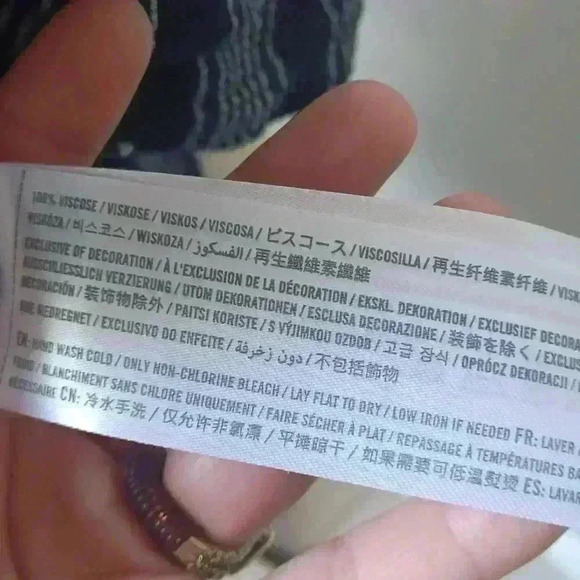 100% VISCOSE / VISKOSE / VISKOS / VISCOSA / ビスコース / VISCOSILLA / 再生纤维素纤维 / VISK
WISKÓZA / 비스코스 / WISKOZA / الفسكوز / 再生纖維素纖維
EXCLUSIVE OF DECORATION / À L'EXCLUSION DE LA DÉCORATION / EKSKL. DEKORATION / EXCLUSIEF DECORA
AUSSCHLIESSLICH VERZIERUNG / UTOM DEKORATIONEN / ESCLUSA DECORAZIONE / 装飾を除く / EXCLUS
DECORACIÓN / 装饰物除外 / PAITSI KORISTE / S VÝJIMKOU OZDOB / 고급 장식 / OPRÓCZ DEKORACJI /
UDE MEDREGNET / EXCLUSIVO DO ENFEITE / دون زخرفة / 不包括飾物
EN: HAND WASH COLD / ONLY NON-CHLORINE BLEACH / LAY FLAT TO DRY / LOW IRON IF NEEDED FR: LAVER
FROID / BLANCHIMENT SANS CHLORE UNIQUEMENT / FAIRE SÉCHER À PLAT / REPASSAGE À TEMPÉRATURES BA
NÉCESSAIRE CN: 冷水手洗 / 仅允许非氯漂 / 平摊晾干 / 如果需要可低温熨烫 ES: LAVAR